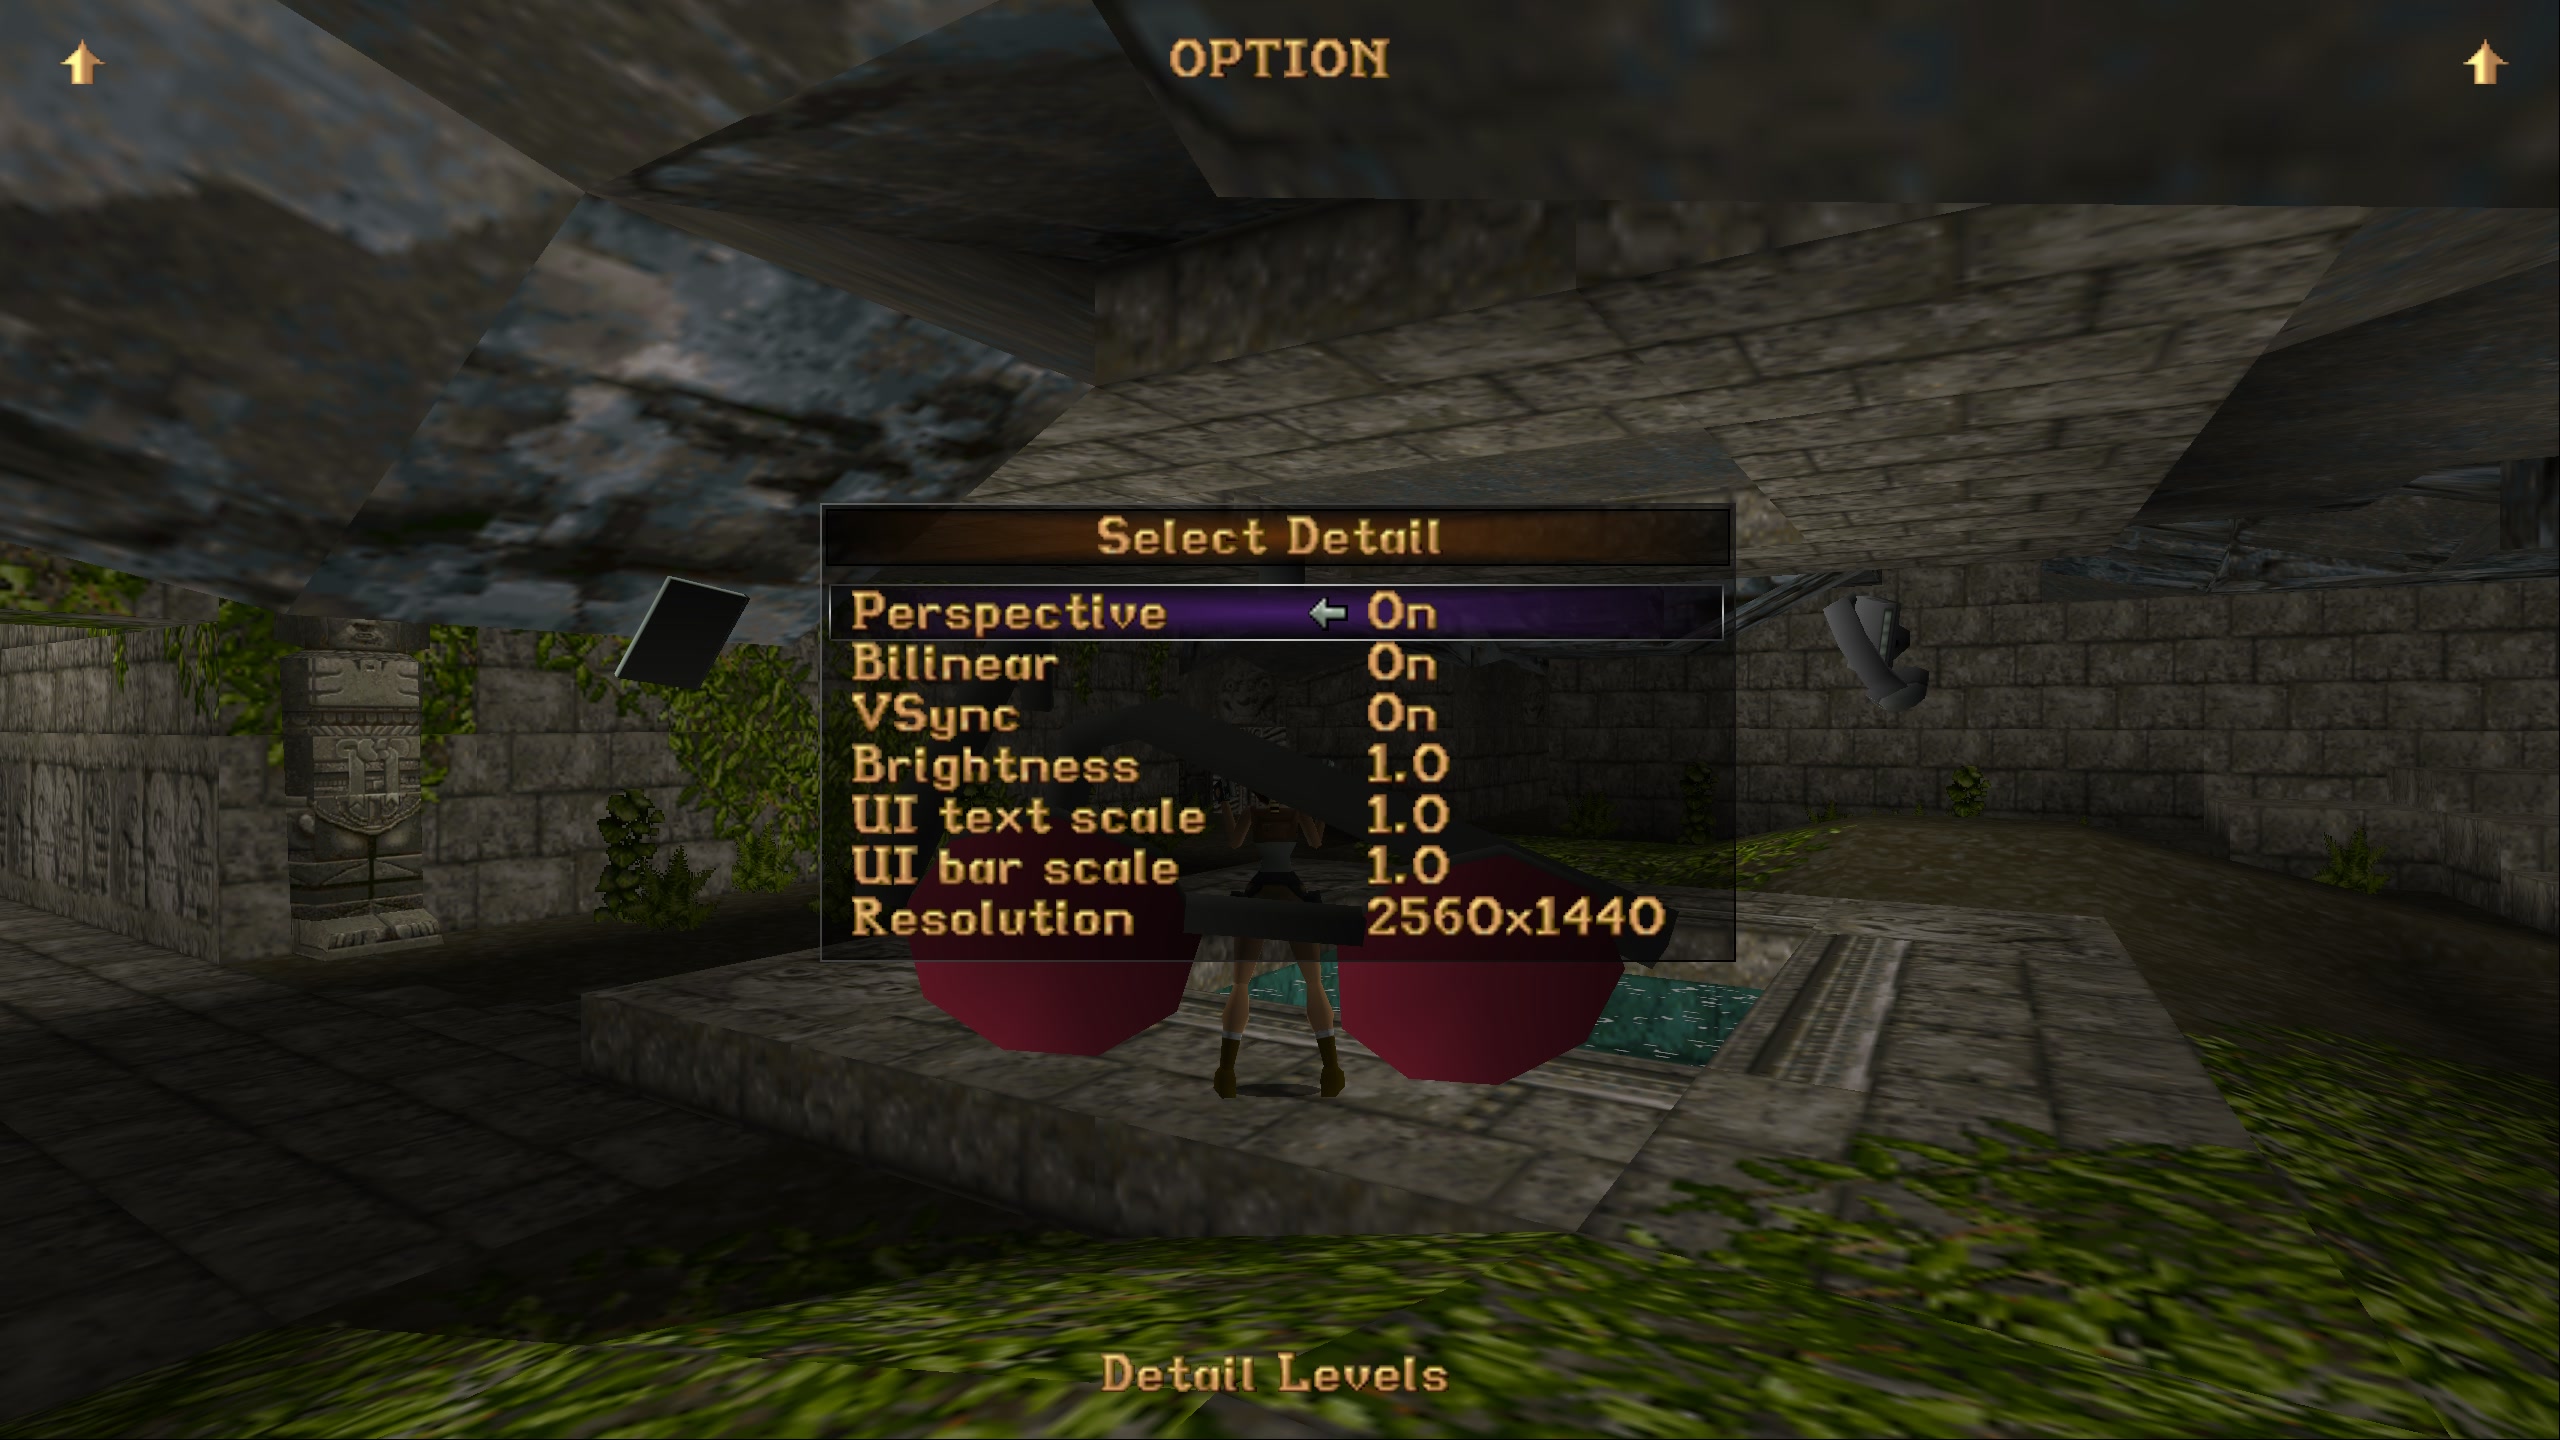 OPTION
Select Detail
Perspective On
Bilinear On
VSync On
Brightness 1.0
UI text scale 1.0
UI bar scale 1.0
Resolution 2560x1440
Detail Levels